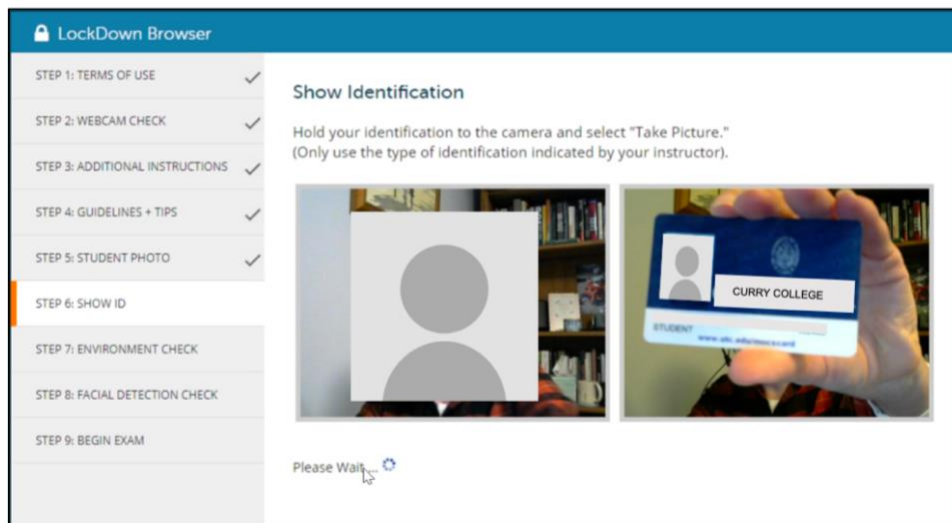 LockDown Browser
STEP 1: TERMS OF USE
STEP 2: WEBCAM CHECK
STEP 3: ADDITIONAL INSTRUCTIONS
STEP 4: GUIDELINES + TIPS
STEP 5: STUDENT PHOTO
STEP 6: SHOW ID
STEP 7: ENVIRONMENT CHECK
STEP 8: FACIAL DETECTION CHECK
STEP 9: BEGIN EXAM
Show Identification
Hold your identification to the camera and select "Take Picture."
(Only use the type of identification indicated by your instructor).
CURRY COLLEGE
STUDENT
Please Wait ...